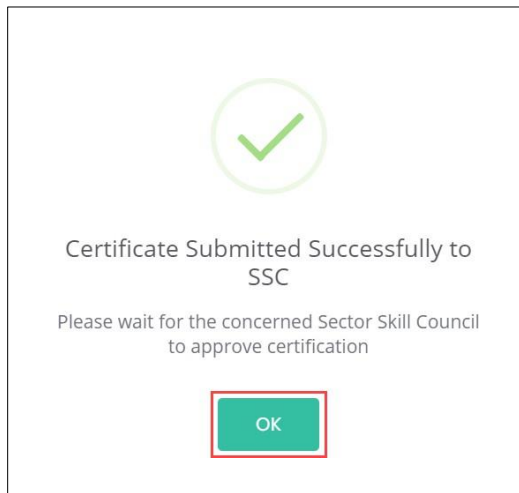 Certificate Submitted Successfully to
SSC
Please wait for the concerned Sector Skill Council
to approve certification
OK